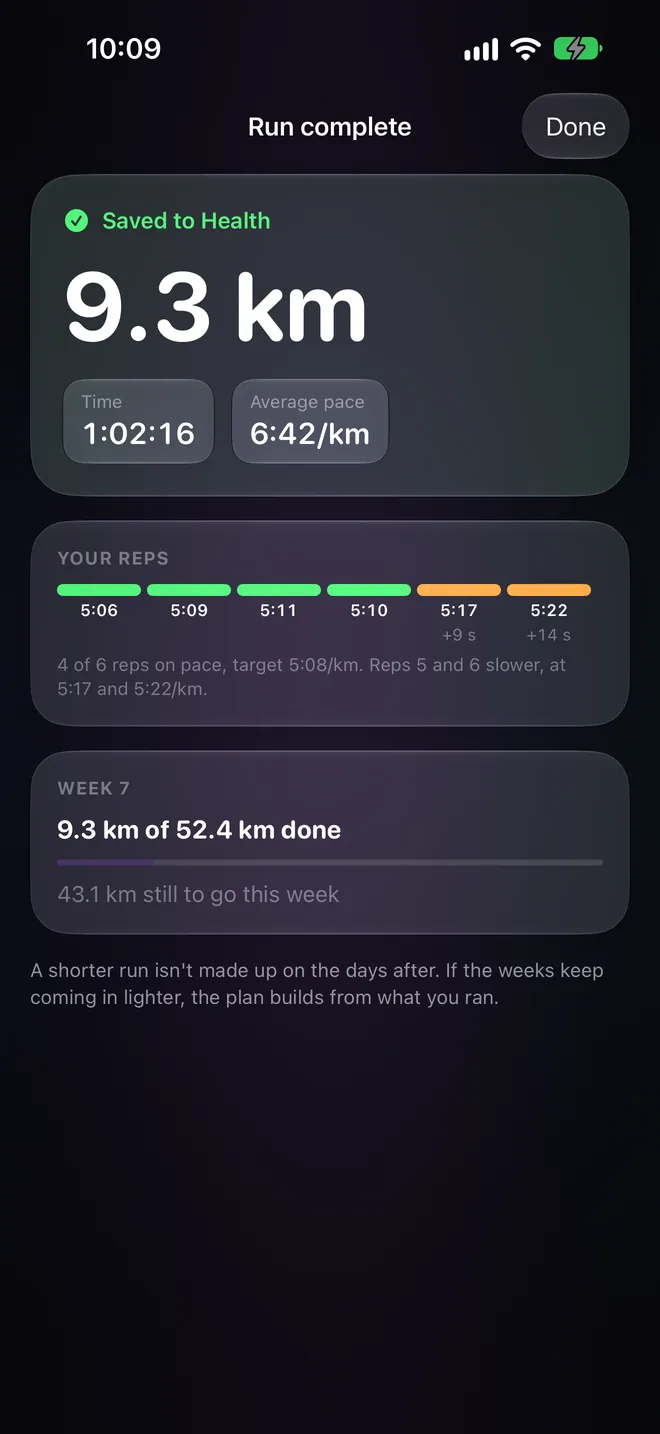 10:09
Run complete
Done
Saved to Health
9.3 km
Time
1:02:16
Average pace
6:42/km
YOUR REPS
5:06 5:09 5:11 5:10 5:17 5:22
+9 s +14 s
4 of 6 reps on pace, target 5:08/km. Reps 5 and 6 slower, at
5:17 and 5:22/km.
WEEK 7
9.3 km of 52.4 km done
43.1 km still to go this week
A shorter run isn't made up on the days after. If the weeks keep
coming in lighter, the plan builds from what you ran.